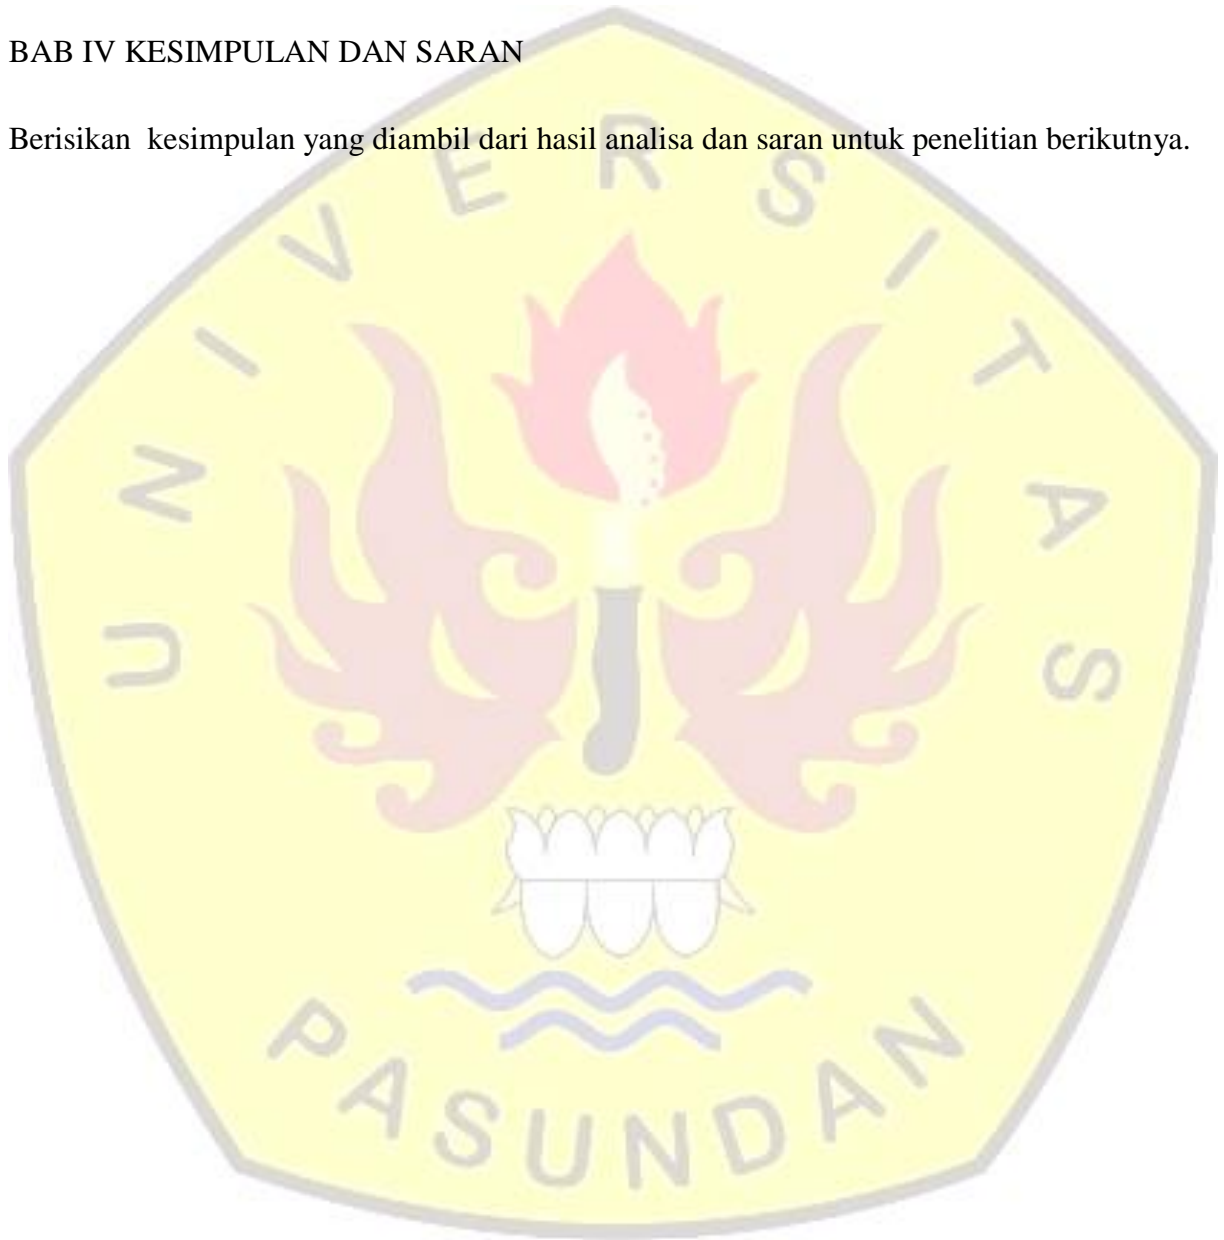 BAB IV KESIMPULAN DAN SARAN
Berisikan  kesimpulan yang diambil dari hasil analisa dan saran untuk penelitian berikutnya.
UNIVERSITAS
PASUNDAN